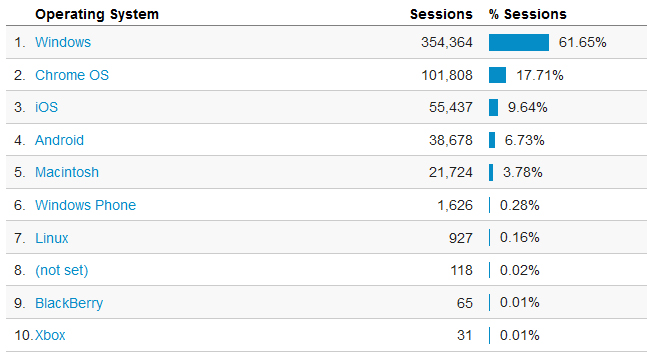 Operating System Sessions % Sessions
1. Windows 354,364 61.65%
2. Chrome OS 101,808 17.71%
3. iOS 55,437 9.64%
4. Android 38,678 6.73%
5. Macintosh 21,724 3.78%
6. Windows Phone 1,626 0.28%
7. Linux 927 0.16%
8. (not set) 118 0.02%
9. BlackBerry 65 0.01%
10. Xbox 31 0.01%